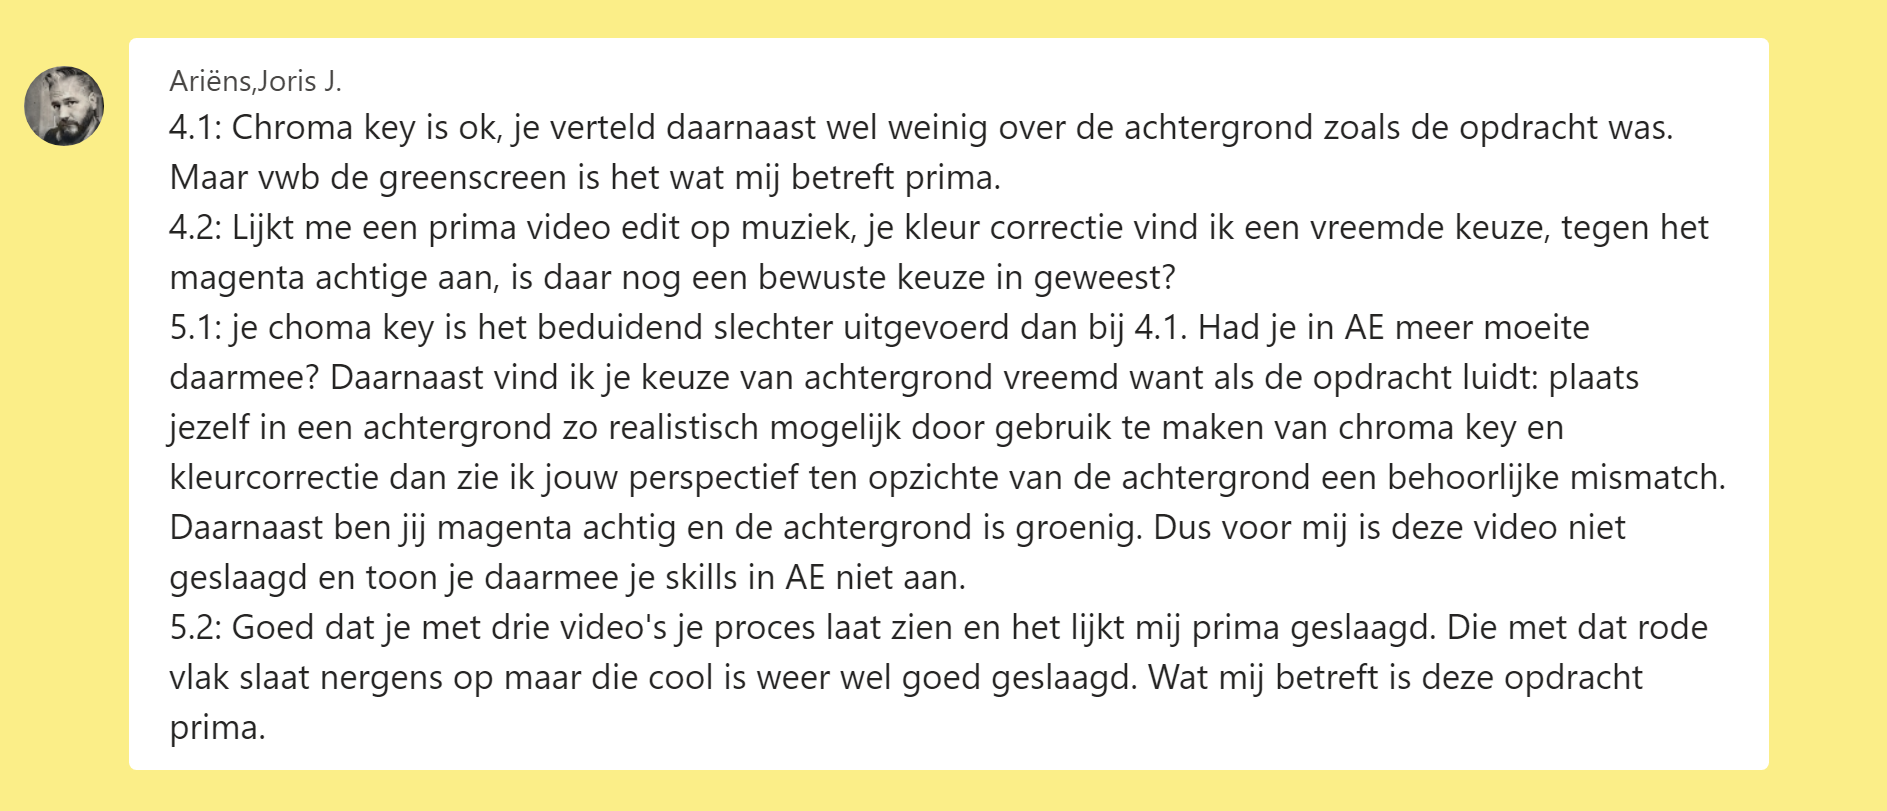 Ariëns,Joris J.
4.1: Chroma key is ok, je verteld daarnaast wel weinig over de achtergrond zoals de opdracht was.
Maar vwb de greenscreen is het wat mij betreft prima.
4.2: Lijkt me een prima video edit op muziek, je kleur correctie vind ik een vreemde keuze, tegen het
magenta achtige aan, is daar nog een bewuste keuze in geweest?
5.1: je choma key is het beduidend slechter uitgevoerd dan bij 4.1. Had je in AE meer moeite
daarmee? Daarnaast vind ik je keuze van achtergrond vreemd want als de opdracht luidt: plaats
jezelf in een achtergrond zo realistisch mogelijk door gebruik te maken van chroma key en
kleurcorrectie dan zie ik jouw perspectief ten opzichte van de achtergrond een behoorlijke mismatch.
Daarnaast ben jij magenta achtig en de achtergrond is groenig. Dus voor mij is deze video niet
geslaagd en toon je daarmee je skills in AE niet aan.
5.2: Goed dat je met drie video's je proces laat zien en het lijkt mij prima geslaagd. Die met dat rode
vlak slaat nergens op maar die cool is weer wel goed geslaagd. Wat mij betreft is deze opdracht
prima.